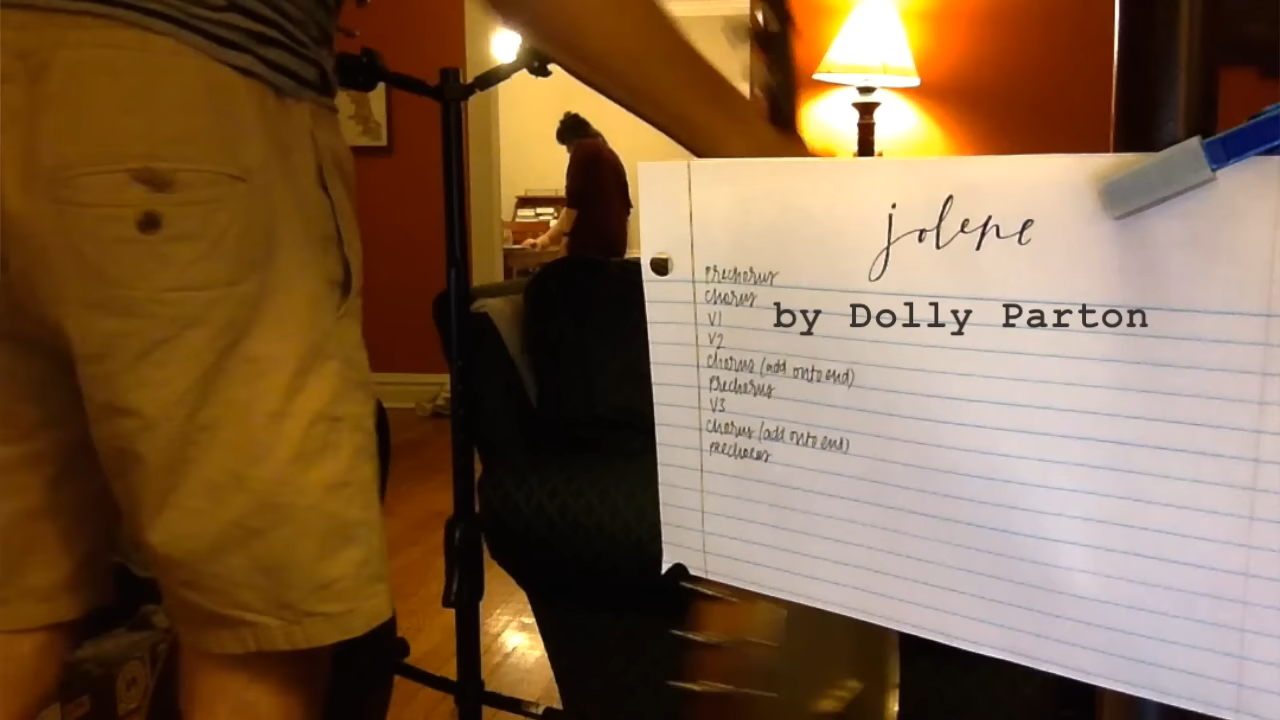 jolene
prechorus
chorus
by Dolly Parton
V1
V2
chorus (add onto end)
prechorus
V3
chorus (add onto end)
prechorus